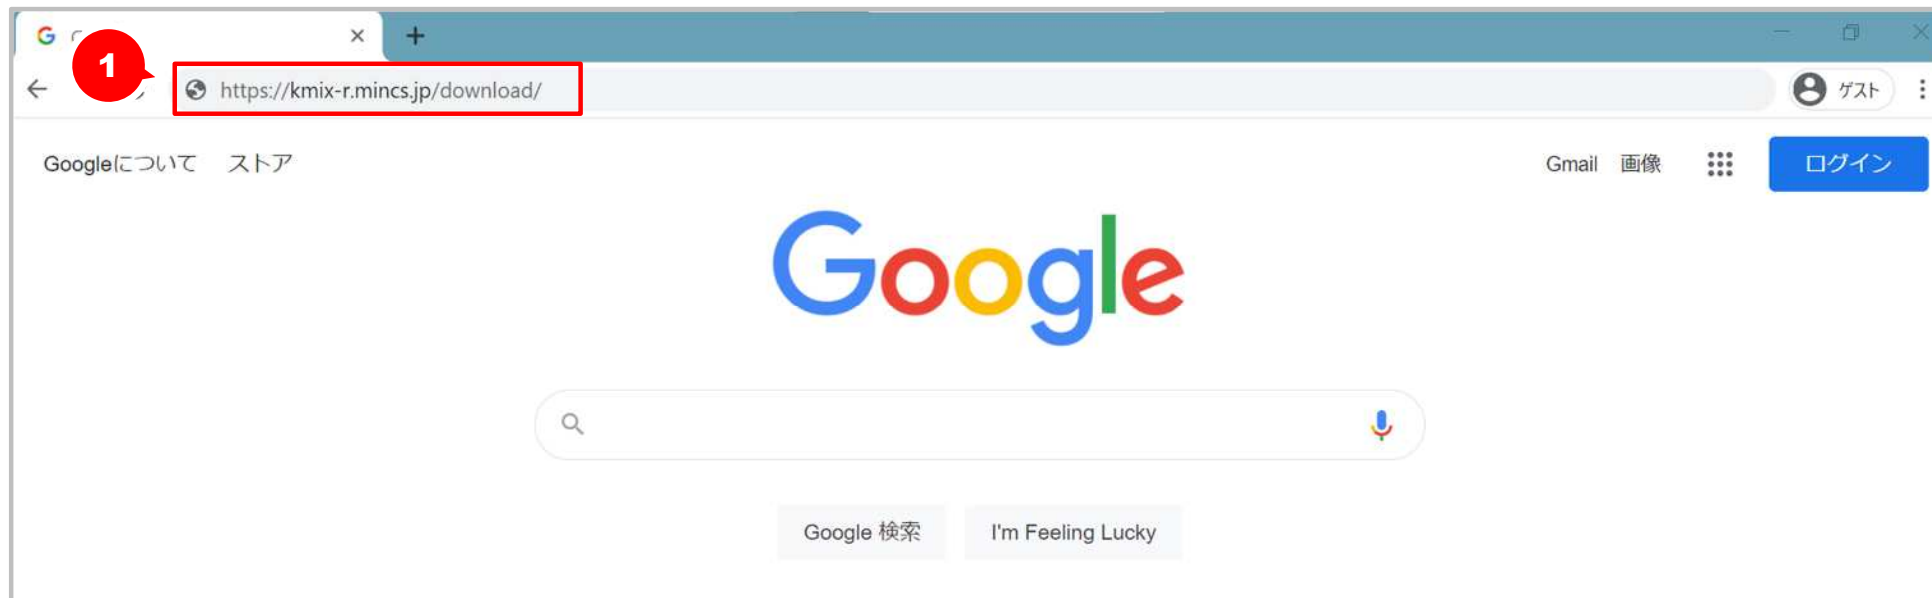 1
https://kmix-r.mincs.jp/download/
ゲスト
Googleについて ストア
Gmail 画像
ログイン
Google
Google 検索 I'm Feeling Lucky